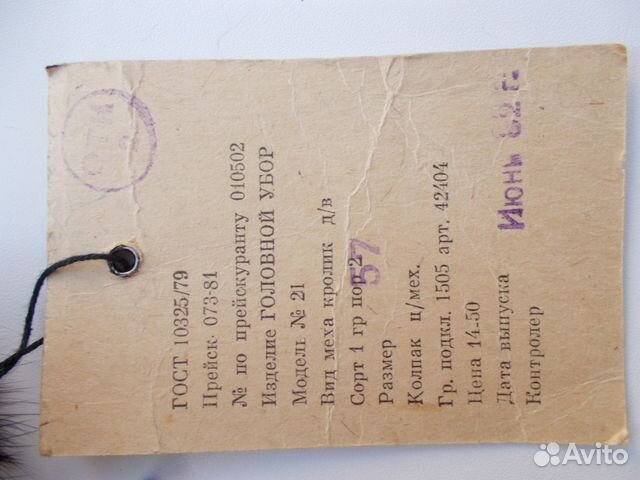 ОТК
ГОСТ 10325/79
Прейск. 073-81
№ по прейскуранту 010502
Изделие ГОЛОВНОЙ УБОР
Модель № 21
Вид меха кролик д/в
Сорт 1 гр пор 2
Размер 57
Колпак ц/мех.
Гр. подкл. 1505 арт. 42404
Цена 14-50
Дата выпуска Июнь 82 г.
Контролер
Avito